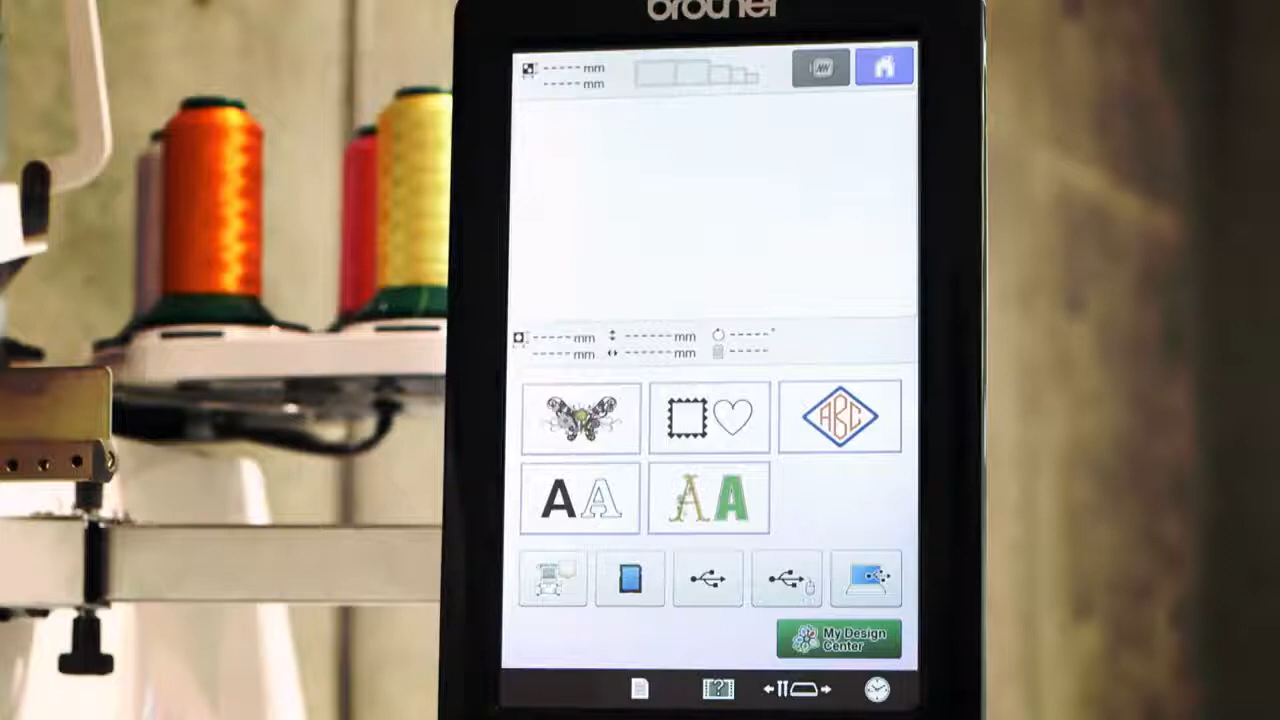 brother
------ mm
------ mm
------ mm ------- mm ----- °
------ mm ------- mm -----
ABC
A A A A
My Design
Center
?